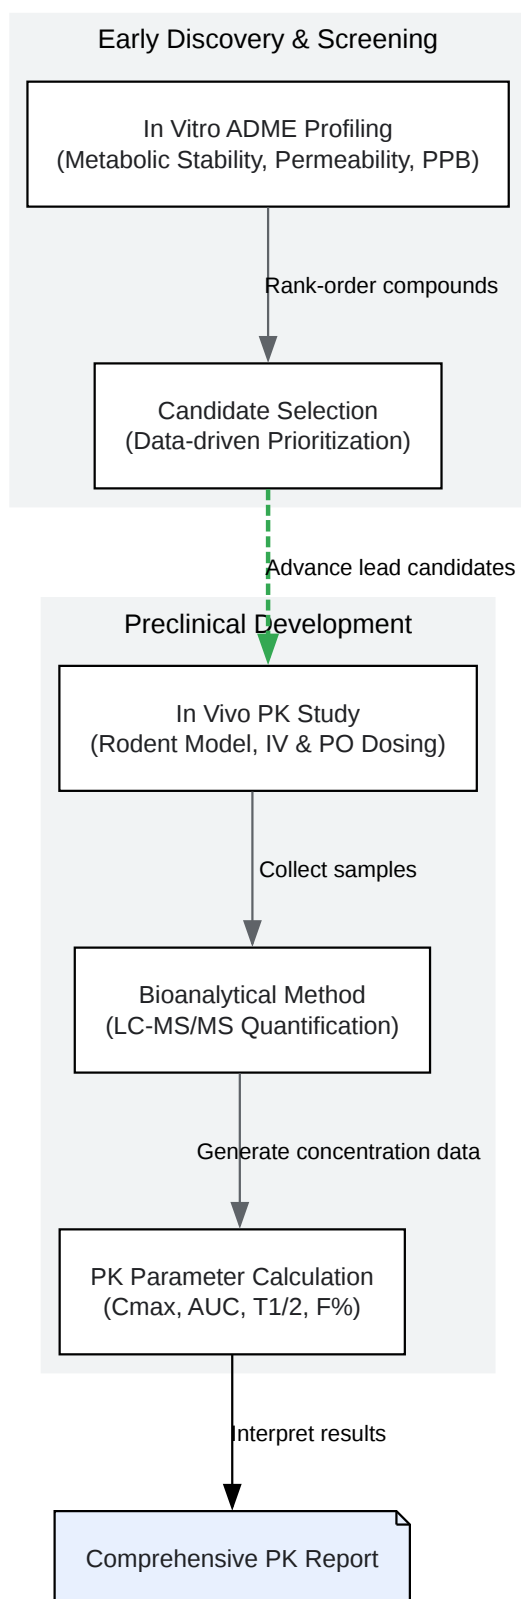 Early Discovery & Screening
In Vitro ADME Profiling
(Metabolic Stability, Permeability, PPB)
Rank-order compounds
Candidate Selection
(Data-driven Prioritization)
Advance lead candidates
Preclinical Development
In Vivo PK Study
(Rodent Model, IV & PO Dosing)
Collect samples
Bioanalytical Method
(LC-MS/MS Quantification)
Generate concentration data
PK Parameter Calculation
(Cmax, AUC, T1/2, F%)
Interpret results
Comprehensive PK Report